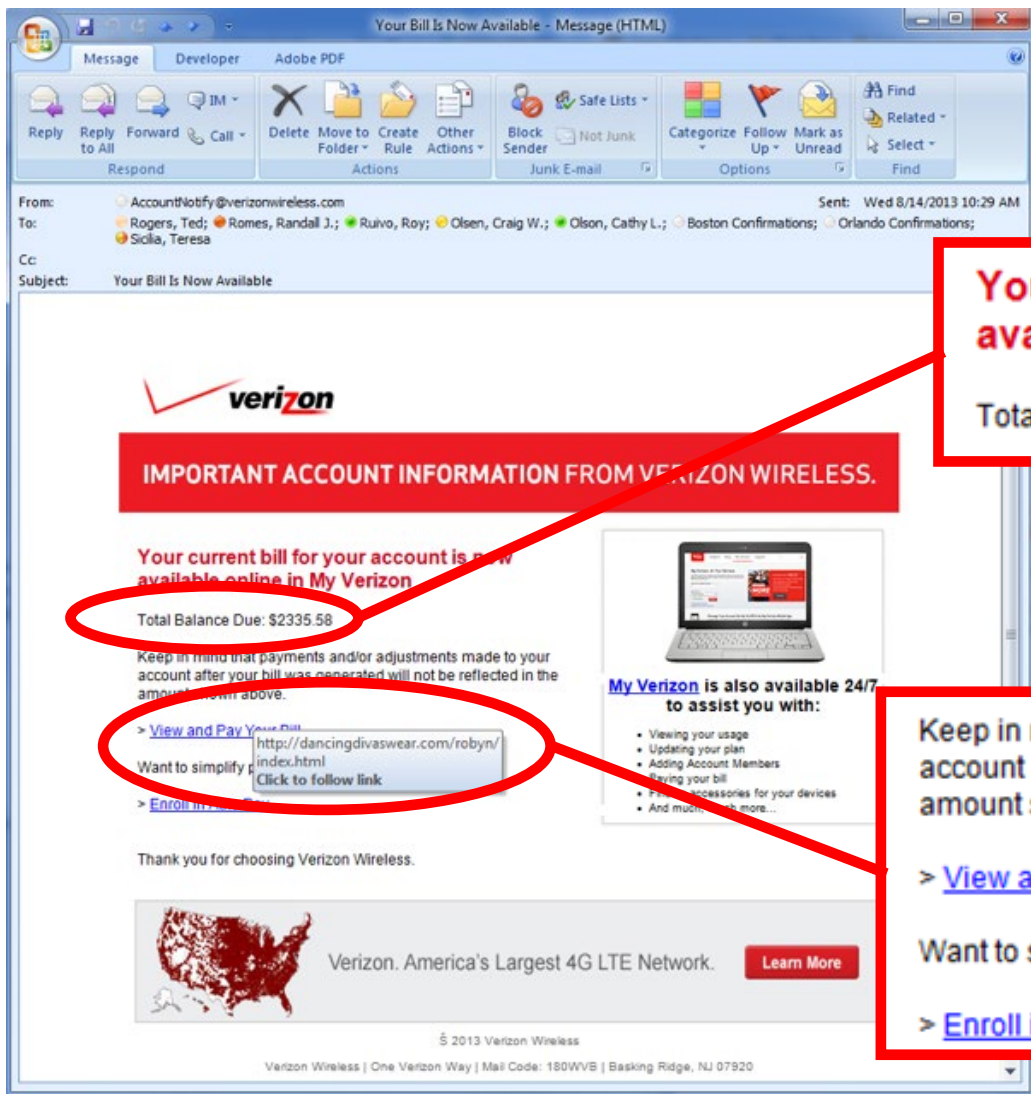 Your Bill Is Now Available - Message (HTML)
Message Developer Adobe PDF
Reply
Reply to All
Forward
IM
Call
Respond
Delete
Move to Folder
Create Rule
Other Actions
Actions
Block Sender
Safe Lists
Not Junk
Junk E-mail
Categorize
Follow Up
Mark as Unread
Options
Find
Related
Select
Find
From: AccountNotify@verizonwireless.com
Sent: Wed 8/14/2013 10:29 AM
To: Rogers, Ted; Romes, Randall J.; Ruivo, Roy; Olsen, Craig W.; Olson, Cathy L.; Boston Confirmations; Orlando Confirmations;
Sicilia, Teresa
Cc:
Subject: Your Bill Is Now Available
verizon
IMPORTANT ACCOUNT INFORMATION FROM VERIZON WIRELESS.
Your current bill for your account is now
available online in My Verizon
Total Balance Due: $2335.58
Keep in mind that payments and/or adjustments made to your
account after your bill was generated will not be reflected in the
amount shown above.
> View and Pay Your Bill
http://dancingdivaswear.com/robyn/
index.html
Click to follow link
Want to simplify
> Enroll in
My Verizon is also available 24/7
to assist you with:
• Viewing your usage
• Updating your plan
• Adding Account Members
• Paying your bill
• accessories for your devices
• And much, much more...
Thank you for choosing Verizon Wireless.
Verizon. America's Largest 4G LTE Network.
Learn More
Š 2013 Verizon Wireless
Verizon Wireless | One Verizon Way | Mail Code: 180WVB | Basking Ridge, NJ 07920
You
ava
Tota
Keep in
account
amount
> View a
Want to
> Enroll